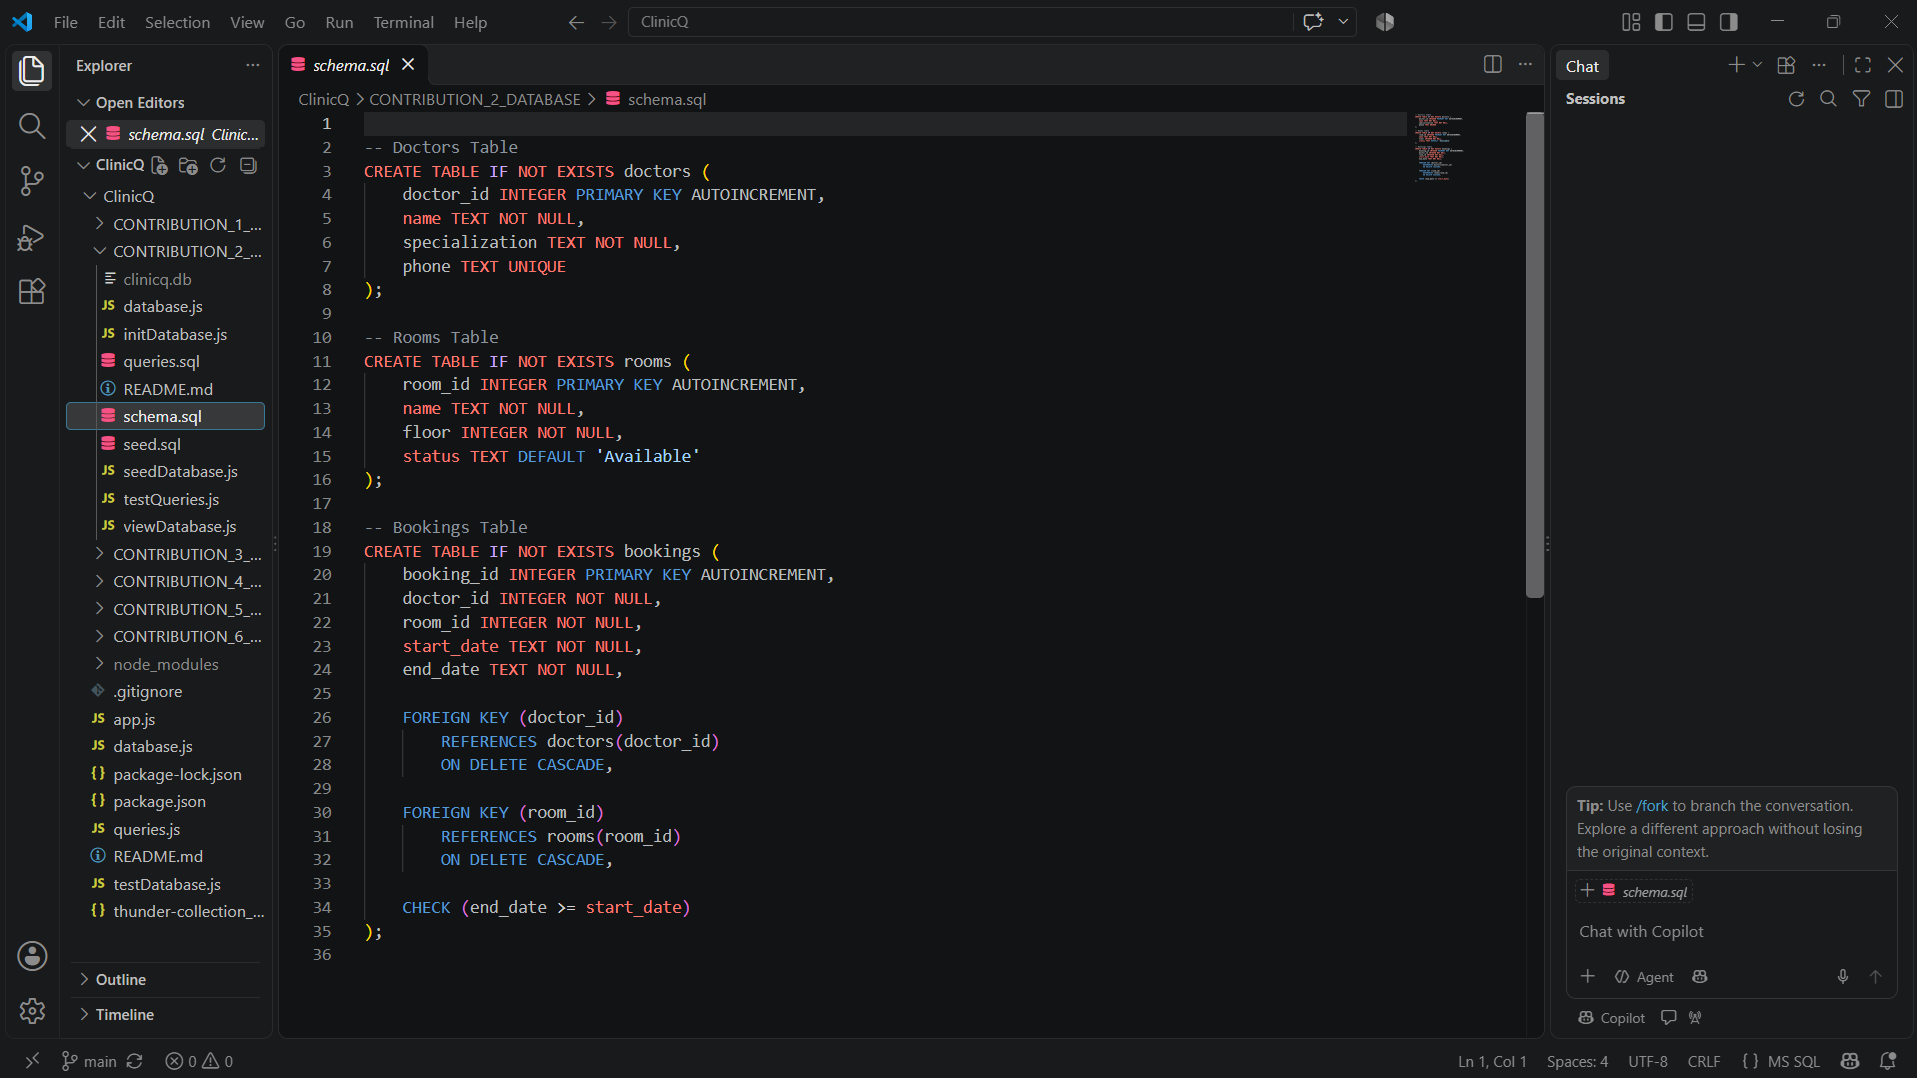 File Edit Selection View Go Run Terminal Help
ClinicQ
Explorer
Open Editors
schema.sql Clinic...
ClinicQ
ClinicQ
CONTRIBUTION_1_...
CONTRIBUTION_2_...
clinicq.db
JS database.js
JS initDatabase.js
queries.sql
README.md
schema.sql
seed.sql
JS seedDatabase.js
JS testQueries.js
JS viewDatabase.js
CONTRIBUTION_3_...
CONTRIBUTION_4_...
CONTRIBUTION_5_...
CONTRIBUTION_6_...
node_modules
.gitignore
JS app.js
JS database.js
{} package-lock.json
{} package.json
JS queries.js
README.md
JS testDatabase.js
{} thunder-collection_...
Outline
Timeline
schema.sql
ClinicQ > CONTRIBUTION_2_DATABASE > schema.sql
1
2 -- Doctors Table
3 CREATE TABLE IF NOT EXISTS doctors (
4 doctor_id INTEGER PRIMARY KEY AUTOINCREMENT,
5 name TEXT NOT NULL,
6 specialization TEXT NOT NULL,
7 phone TEXT UNIQUE
8 );
9
10 -- Rooms Table
11 CREATE TABLE IF NOT EXISTS rooms (
12 room_id INTEGER PRIMARY KEY AUTOINCREMENT,
13 name TEXT NOT NULL,
14 floor INTEGER NOT NULL,
15 status TEXT DEFAULT 'Available'
16 );
17
18 -- Bookings Table
19 CREATE TABLE IF NOT EXISTS bookings (
20 booking_id INTEGER PRIMARY KEY AUTOINCREMENT,
21 doctor_id INTEGER NOT NULL,
22 room_id INTEGER NOT NULL,
23 start_date TEXT NOT NULL,
24 end_date TEXT NOT NULL,
25
26 FOREIGN KEY (doctor_id)
27 REFERENCES doctors(doctor_id)
28 ON DELETE CASCADE,
29
30 FOREIGN KEY (room_id)
31 REFERENCES rooms(room_id)
32 ON DELETE CASCADE,
33
34 CHECK (end_date >= start_date)
35 );
36
Chat
Sessions
Tip: Use /fork to branch the conversation.
Explore a different approach without losing
the original context.
schema.sql
Chat with Copilot
Agent
Copilot
main 0 0
Ln 1, Col 1 Spaces: 4 UTF-8 CRLF {} MS SQL